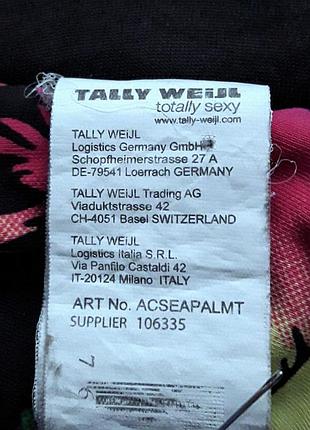 TALLY WEiJL
totally sexy
www.tally-weijl.com
TALLY WEiJL
Logistics Germany GmbH
Schopfheimerstrasse 27 A
DE-79541 Loerrach GERMANY
TALLY WEiJL Trading AG
Viaduktstrasse 42
CH-4051 Basel SWITZERLAND
TALLY WEIJL
Logistics Italia S.R.L.
Via Panfilo Castaldi 42
IT-20124 Milano ITALY
ART No. ACSEAPALMT
SUPPLIER 106335